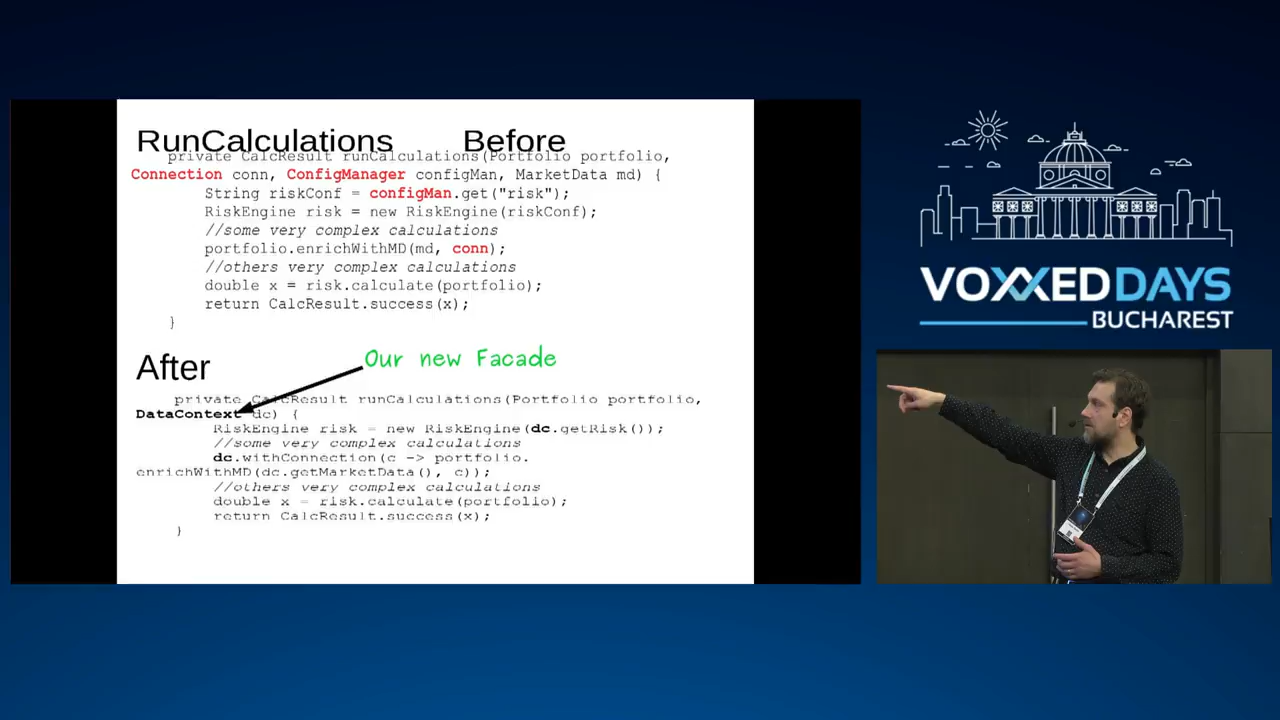 RunCalculations Before
private CalcResult runCalculations(Portfolio portfolio,
Connection conn, ConfigManager configMan, MarketData md) {
String riskConf = configMan.get("risk");
RiskEngine risk = new RiskEngine(riskConf);
//some very complex calculations
portfolio.enrichWithMD(md, conn);
//others very complex calculations
double x = risk.calculate(portfolio);
return CalcResult.success(x);
}
After
Our new Facade
private CalcResult runCalculations(Portfolio portfolio,
DataContext dc) {
RiskEngine risk = new RiskEngine(dc.getRisk());
//some very complex calculations
dc.withConnection(c -> portfolio.
enrichWithMD(dc.getMarketData(), c));
//others very complex calculations
double x = risk.calculate(portfolio);
return CalcResult.success(x);
}
VOXXED DAYS
BUCHAREST